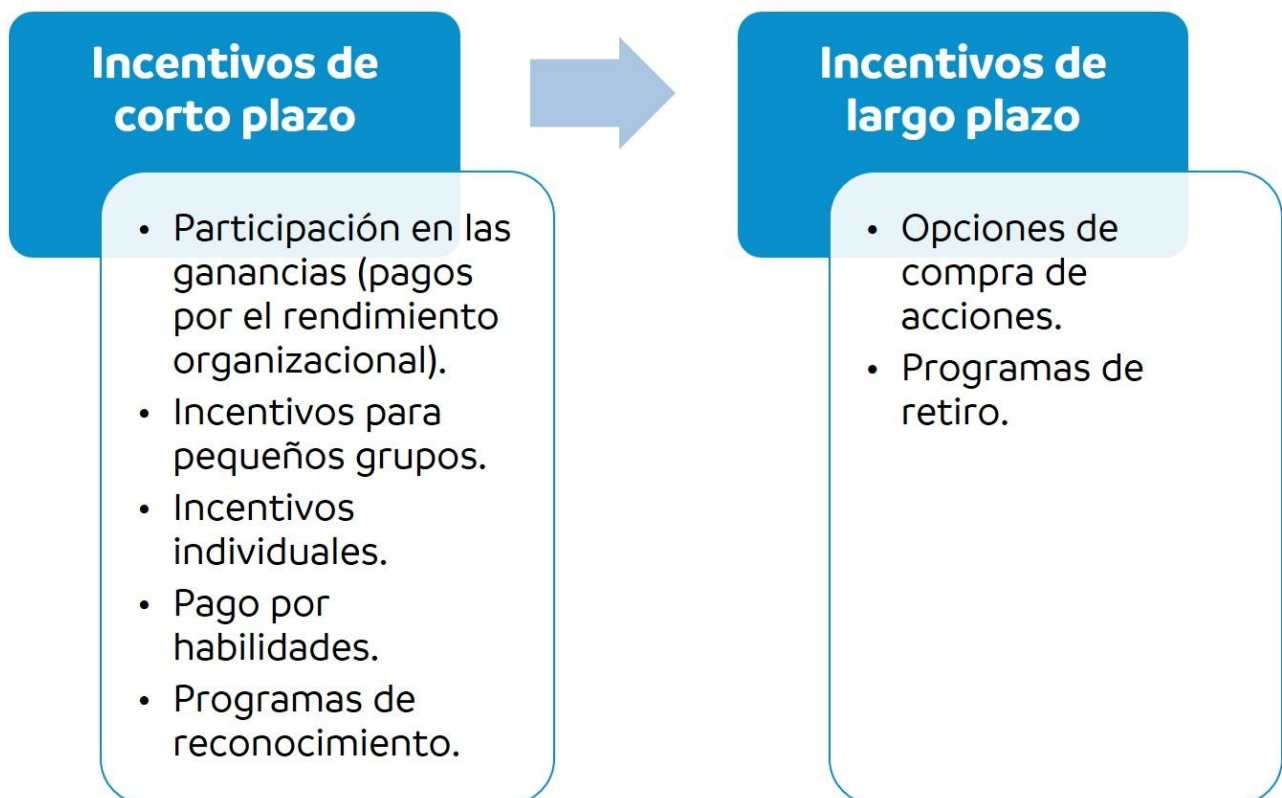 Incentivos de
corto plazo
• Participación en las
ganancias (pagos
por el rendimiento
organizacional).
• Incentivos para
pequeños grupos.
• Incentivos
individuales.
• Pago por
habilidades.
• Programas de
reconocimiento.
Incentivos de
largo plazo
• Opciones de
compra de
acciones.
• Programas de
retiro.